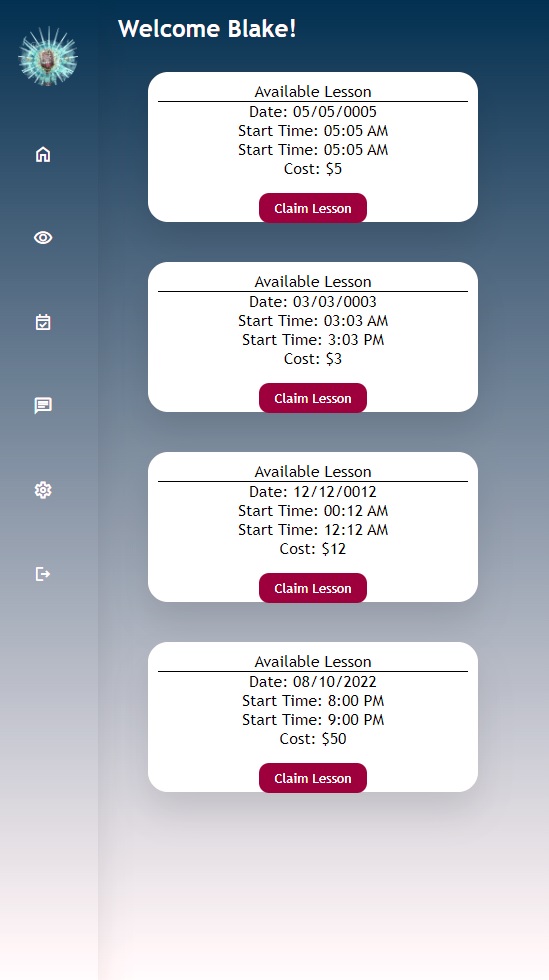 Welcome Blake!
Available Lesson
Date: 05/05/0005
Start Time: 05:05 AM
Start Time: 05:05 AM
Cost: $5
Claim Lesson
Available Lesson
Date: 03/03/0003
Start Time: 03:03 AM
Start Time: 3:03 PM
Cost: $3
Claim Lesson
Available Lesson
Date: 12/12/0012
Start Time: 00:12 AM
Start Time: 12:12 AM
Cost: $12
Claim Lesson
Available Lesson
Date: 08/10/2022
Start Time: 8:00 PM
Start Time: 9:00 PM
Cost: $50
Claim Lesson